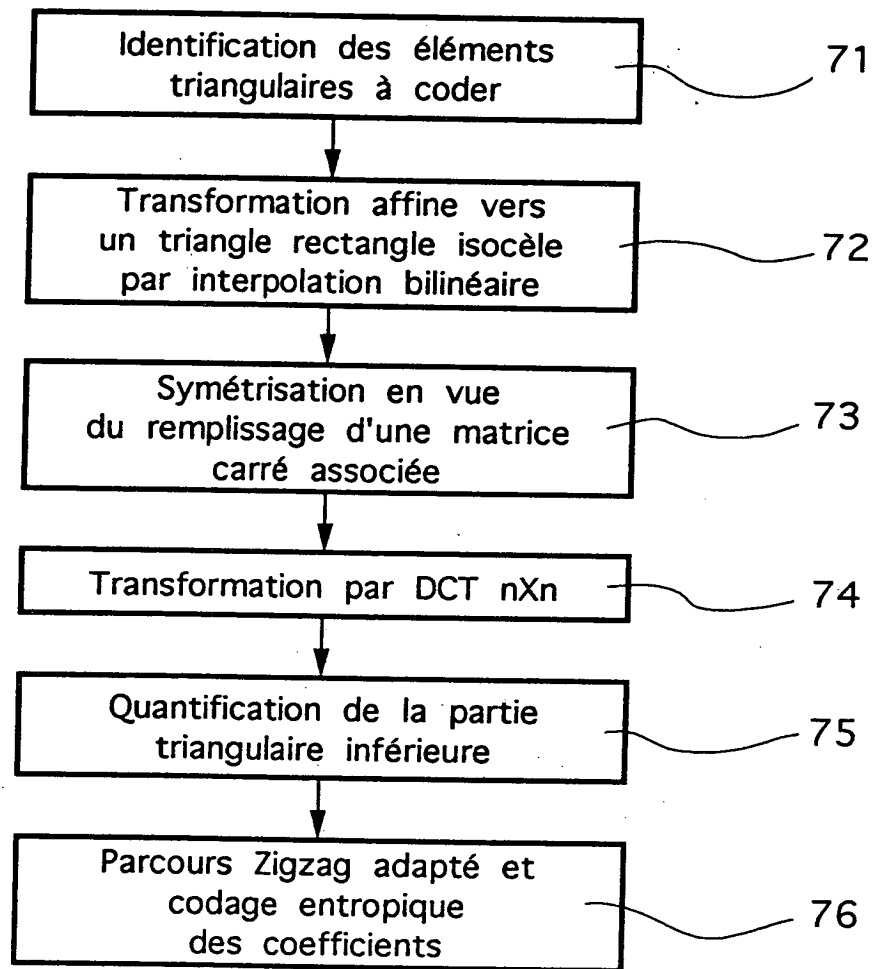 Identification des éléments
triangulaires à coder
71
Transformation affine vers
un triangle rectangle isocèle
par interpolation bilinéaire
72
Symétrisation en vue
du remplissage d'une matrice
carré associée
73
Transformation par DCT nXn
74
Quantification de la partie
triangulaire inférieure
75
Parcours Zigzag adapté et
codage entropique
des coefficients
76